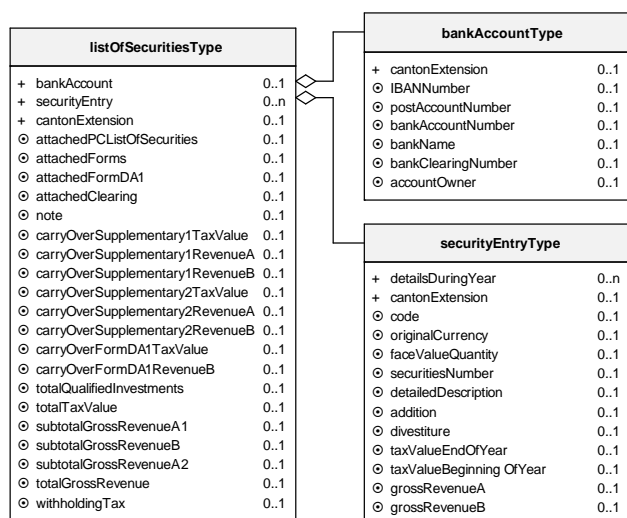 listOfSecuritiesType
+ bankAccount 0..1
+ securityEntry 0..n
+ cantonExtension 0..1
⊙ attachedPCListOfSecurities 0..1
⊙ attachedForms 0..1
⊙ attachedFormDA1 0..1
⊙ attachedClearing 0..1
⊙ note 0..1
⊙ carryOverSupplementary1TaxValue 0..1
⊙ carryOverSupplementary1RevenueA 0..1
⊙ carryOverSupplementary1RevenueB 0..1
⊙ carryOverSupplementary2TaxValue 0..1
⊙ carryOverSupplementary2RevenueA 0..1
⊙ carryOverSupplementary2RevenueB 0..1
⊙ carryOverFormDA1TaxValue 0..1
⊙ carryOverFormDA1RevenueB 0..1
⊙ totalQualifiedInvestments 0..1
⊙ totalTaxValue 0..1
⊙ subtotalGrossRevenueA1 0..1
⊙ subtotalGrossRevenueB 0..1
⊙ subtotalGrossRevenueA2 0..1
⊙ totalGrossRevenue 0..1
⊙ withholdingTax 0..1
bankAccountType
+ cantonExtension 0..1
⊙ IBANNumber 0..1
⊙ postAccountNumber 0..1
⊙ bankAccountNumber 0..1
⊙ bankName 0..1
⊙ bankClearingNumber 0..1
⊙ accountOwner 0..1
securityEntryType
+ detailsDuringYear 0..n
+ cantonExtension 0..1
⊙ code 0..1
⊙ originalCurrency 0..1
⊙ faceValueQuantity 0..1
⊙ securitiesNumber 0..1
⊙ detailedDescription 0..1
⊙ addition 0..1
⊙ divestiture 0..1
⊙ taxValueEndOfYear 0..1
⊙ taxValueBeginning OfYear 0..1
⊙ grossRevenueA 0..1
⊙ grossRevenueB 0..1